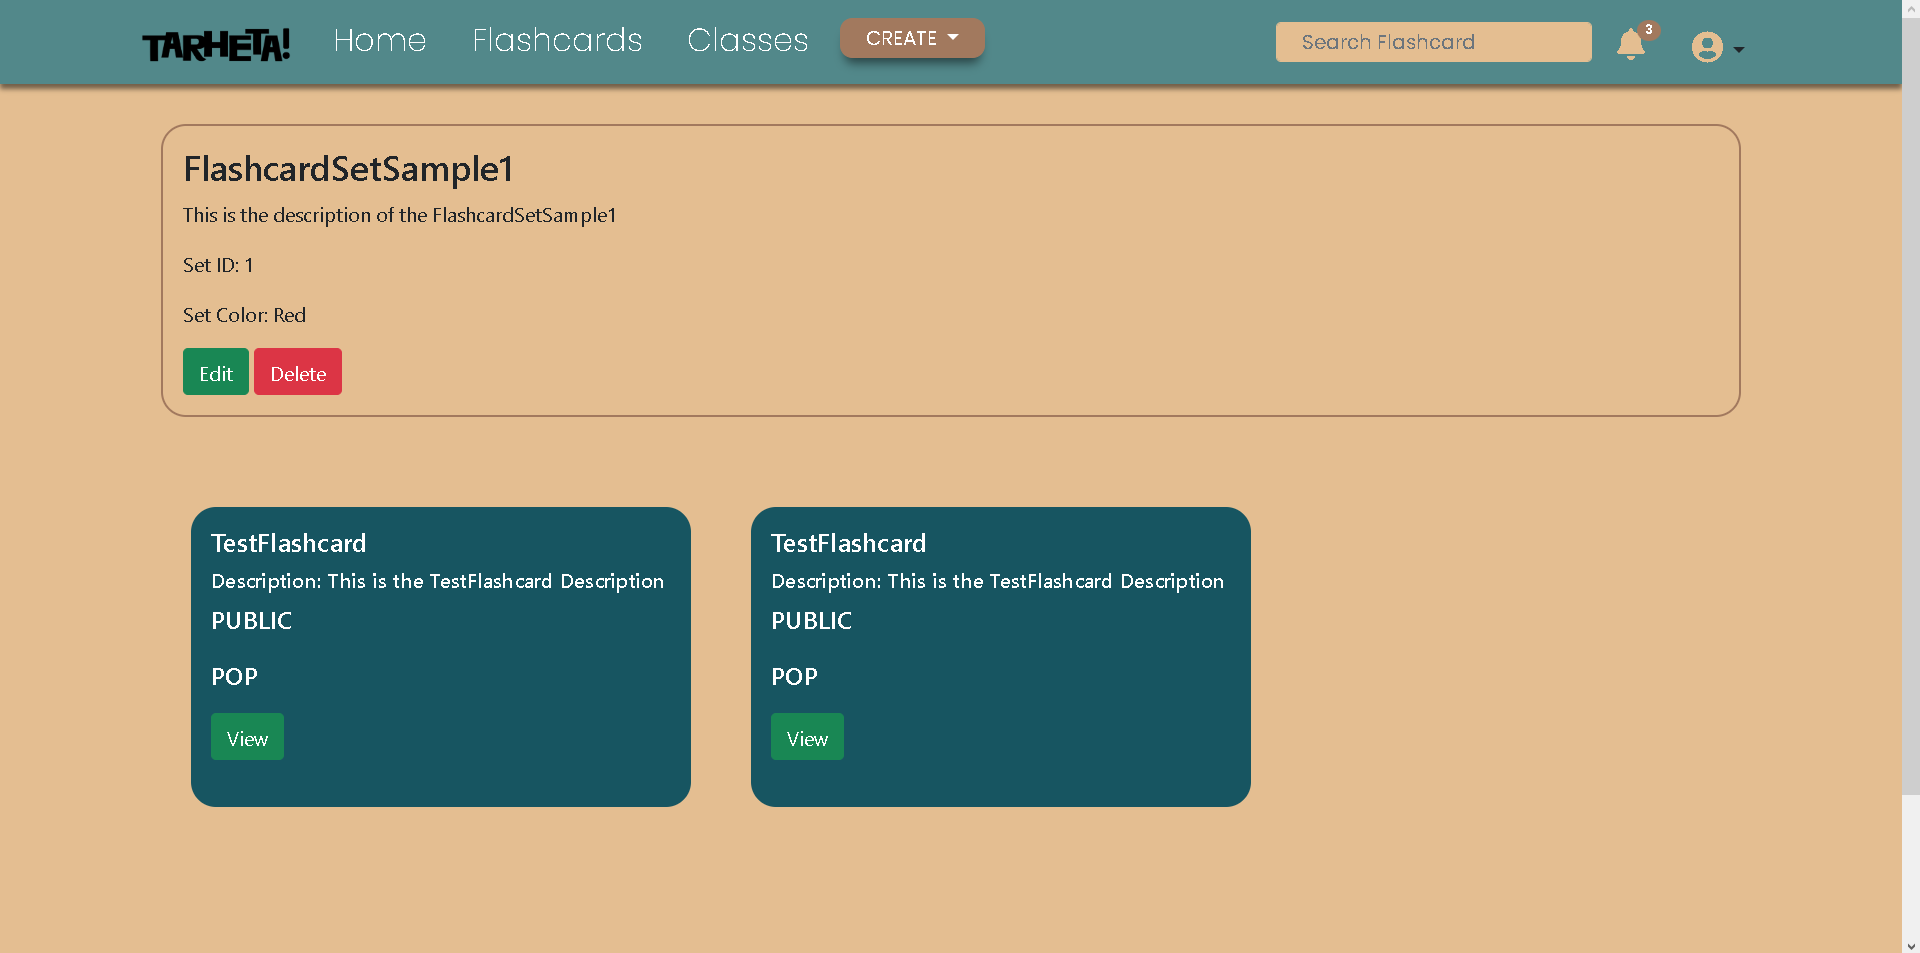 TARHETA! Home Flashcards Classes CREATE Search Flashcard 3
FlashcardSetSample1
This is the description of the FlashcardSetSample1
Set ID: 1
Set Color: Red
Edit Delete
TestFlashcard
Description: This is the TestFlashcard Description
PUBLIC
POP
View
TestFlashcard
Description: This is the TestFlashcard Description
PUBLIC
POP
View